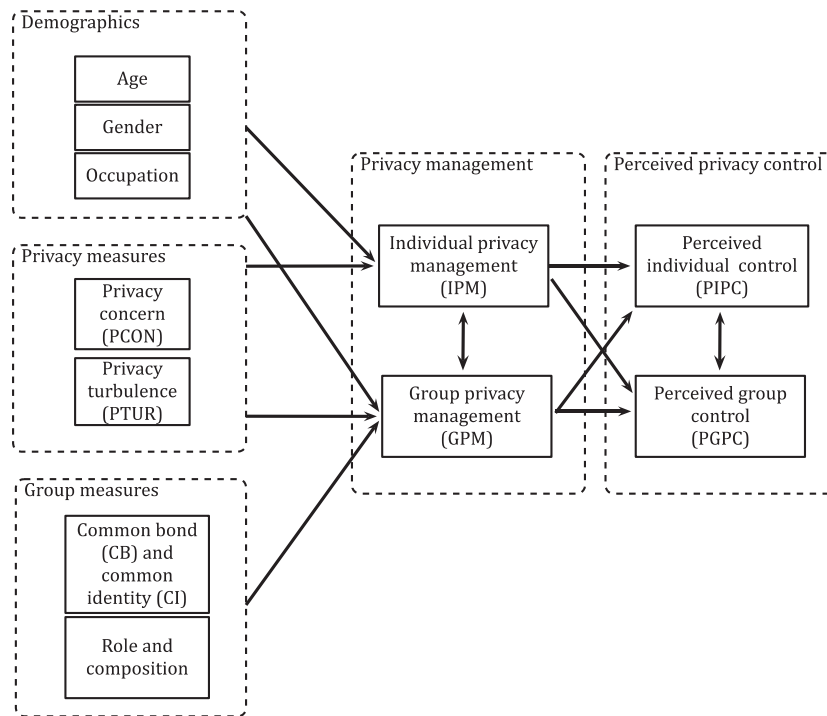 Demographics
Age
Gender
Occupation
Privacy measures
Privacy
concern
(PCON)
Privacy
turbulence
(PTUR)
Group measures
Common bond
(CB) and
common
identity (CI)
Role and
composition
Privacy management
Individual privacy
management
(IPM)
Group privacy
management
(GPM)
Perceived privacy control
Perceived
individual control
(PIPC)
Perceived group
control
(PGPC)